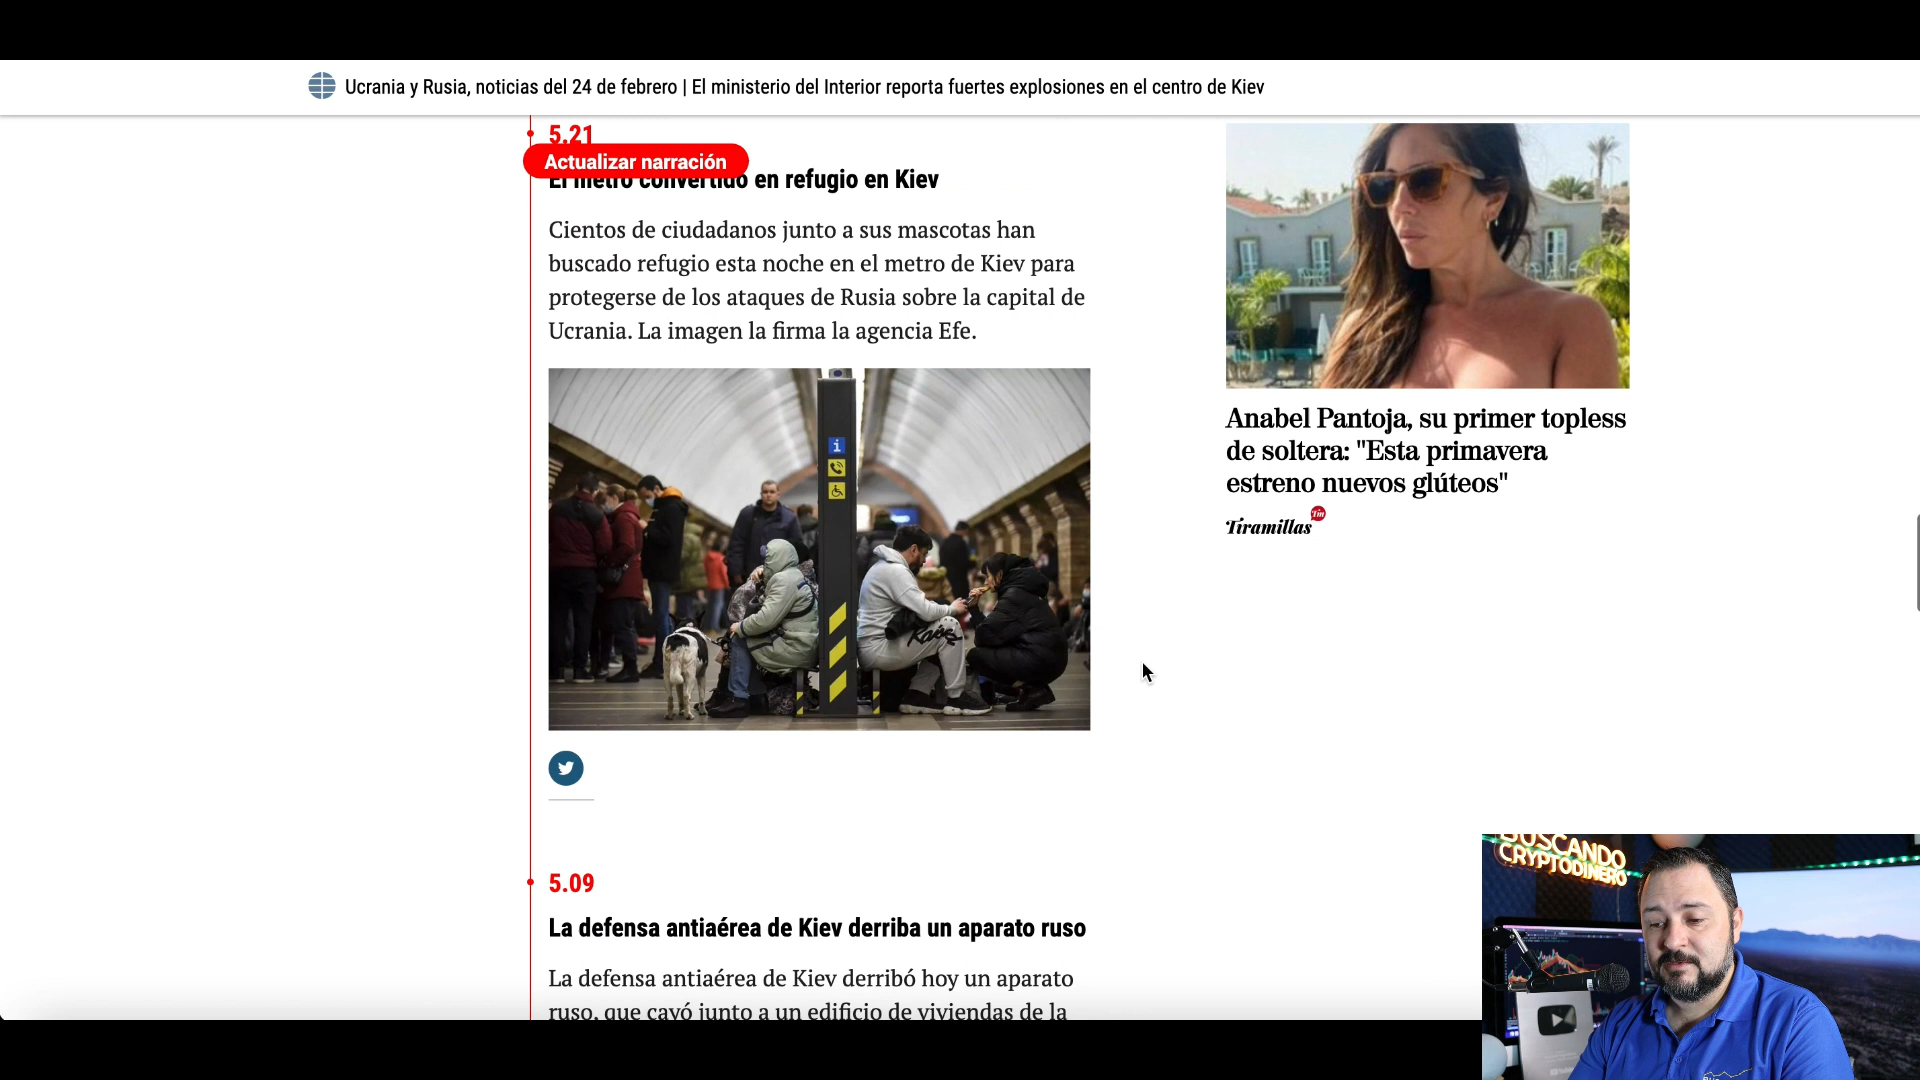 Ucrania y Rusia, noticias del 24 de febrero | El ministerio del Interior reporta fuertes explosiones en el centro de Kiev
5.21
Actualizar narración
El metro convertido en refugio en Kiev
Cientos de ciudadanos junto a sus mascotas han
buscado refugio esta noche en el metro de Kiev para
protegerse de los ataques de Rusia sobre la capital de
Ucrania. La imagen la firma la agencia Efe.
i
5.09
La defensa antiaérea de Kiev derriba un aparato ruso
La defensa antiaérea de Kiev derribó hoy un aparato
ruso, que cayó junto a un edificio de viviendas de la
Anabel Pantoja, su primer topless
de soltera: "Esta primavera
estreno nuevos glúteos"
Tiramillas
Tm
BUSCANDO
CRYPTODINERO